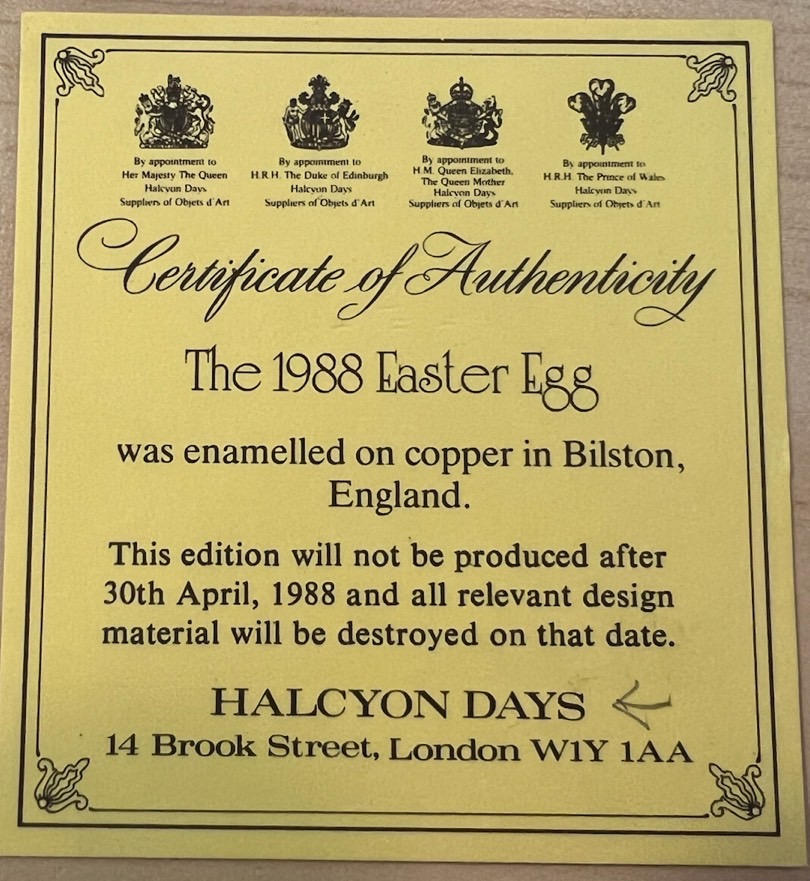 By appointment to
Her Majesty The Queen
Halcyon Days
Suppliers of Objets d'Art
By appointment to
H.R.H. The Duke of Edinburgh
Halcyon Days
Suppliers of Objets d'Art
By appointment to
H.M. Queen Elizabeth,
The Queen Mother
Halcyon Days
Suppliers of Objets d'Art
By appointment to
H.R.H. The Prince of Wales
Halcyon Days
Suppliers of Objets d'Art
Certificate of Authenticity
The 1988 Easter Egg
was enamelled on copper in Bilston,
England.
This edition will not be produced after
30th April, 1988 and all relevant design
material will be destroyed on that date.
HALCYON DAYS
14 Brook Street, London W1Y 1AA